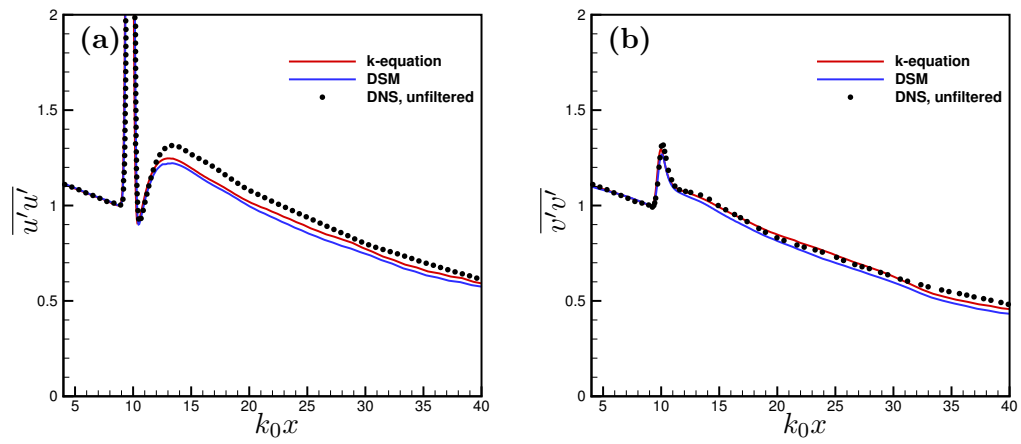 (a)
k-equation
DSM
DNS, unfiltered
2
1.5
1
0.5
0
5 10 15 20 25 30 35 40
u'u'
k₀x
(b)
k-equation
DSM
DNS, unfiltered
2
1.5
1
0.5
0
5 10 15 20 25 30 35 40
v'v'
k₀x